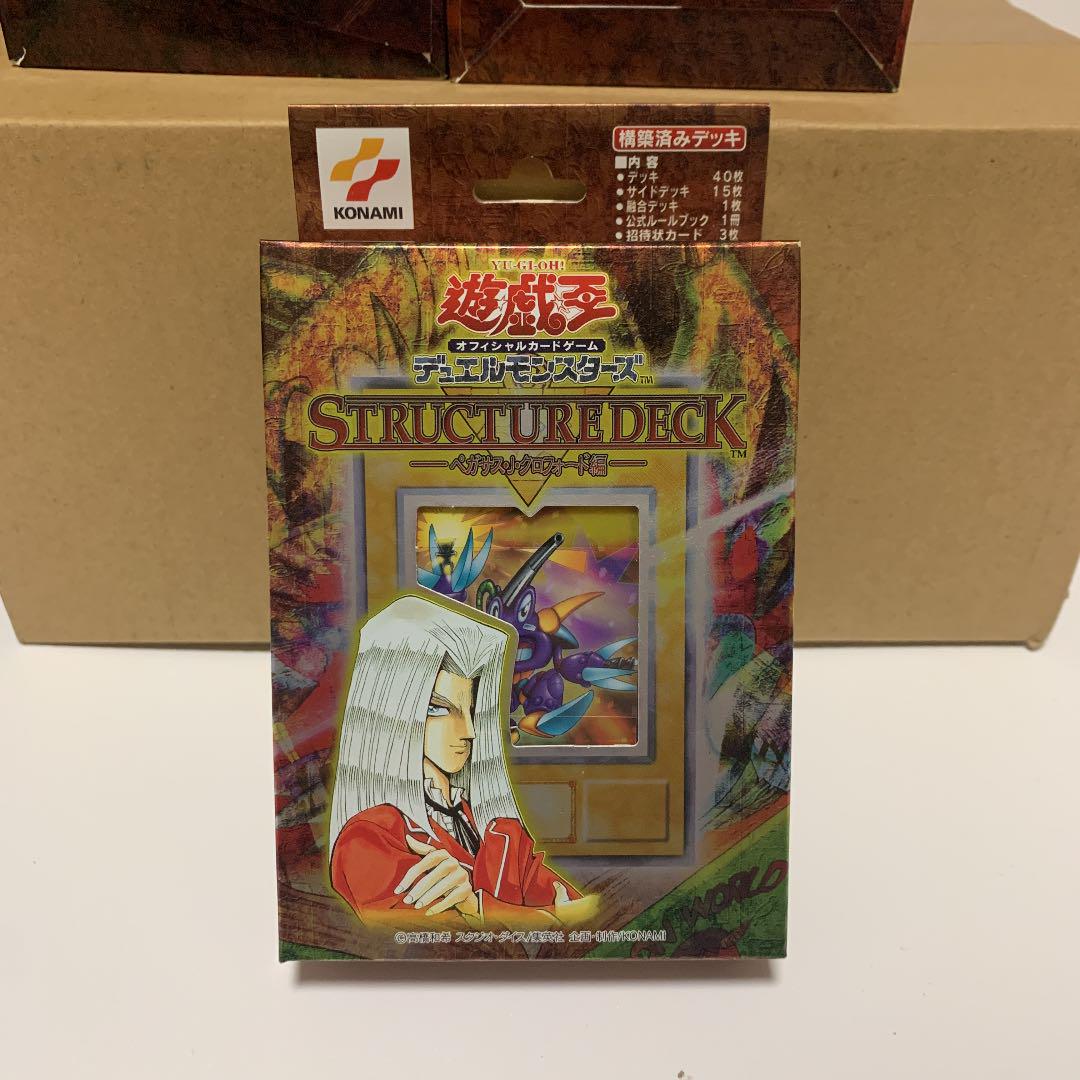 KONAMI
構築済みデッキ
■内容
●デッキ 40枚
●サイドデッキ 15枚
●融合デッキ 1枚
●公式ルールブック 1冊
●招待状カード 3枚
YU-GI-OH!
遊戯王
オフィシャルカードゲーム
デュエルモンスターズ™
STRUCTURE DECK™
ペガサス・J・クロフォード編
WORLD
©高橋和希 スタジオ・ダイス/集英社 企画・制作/KONAMI